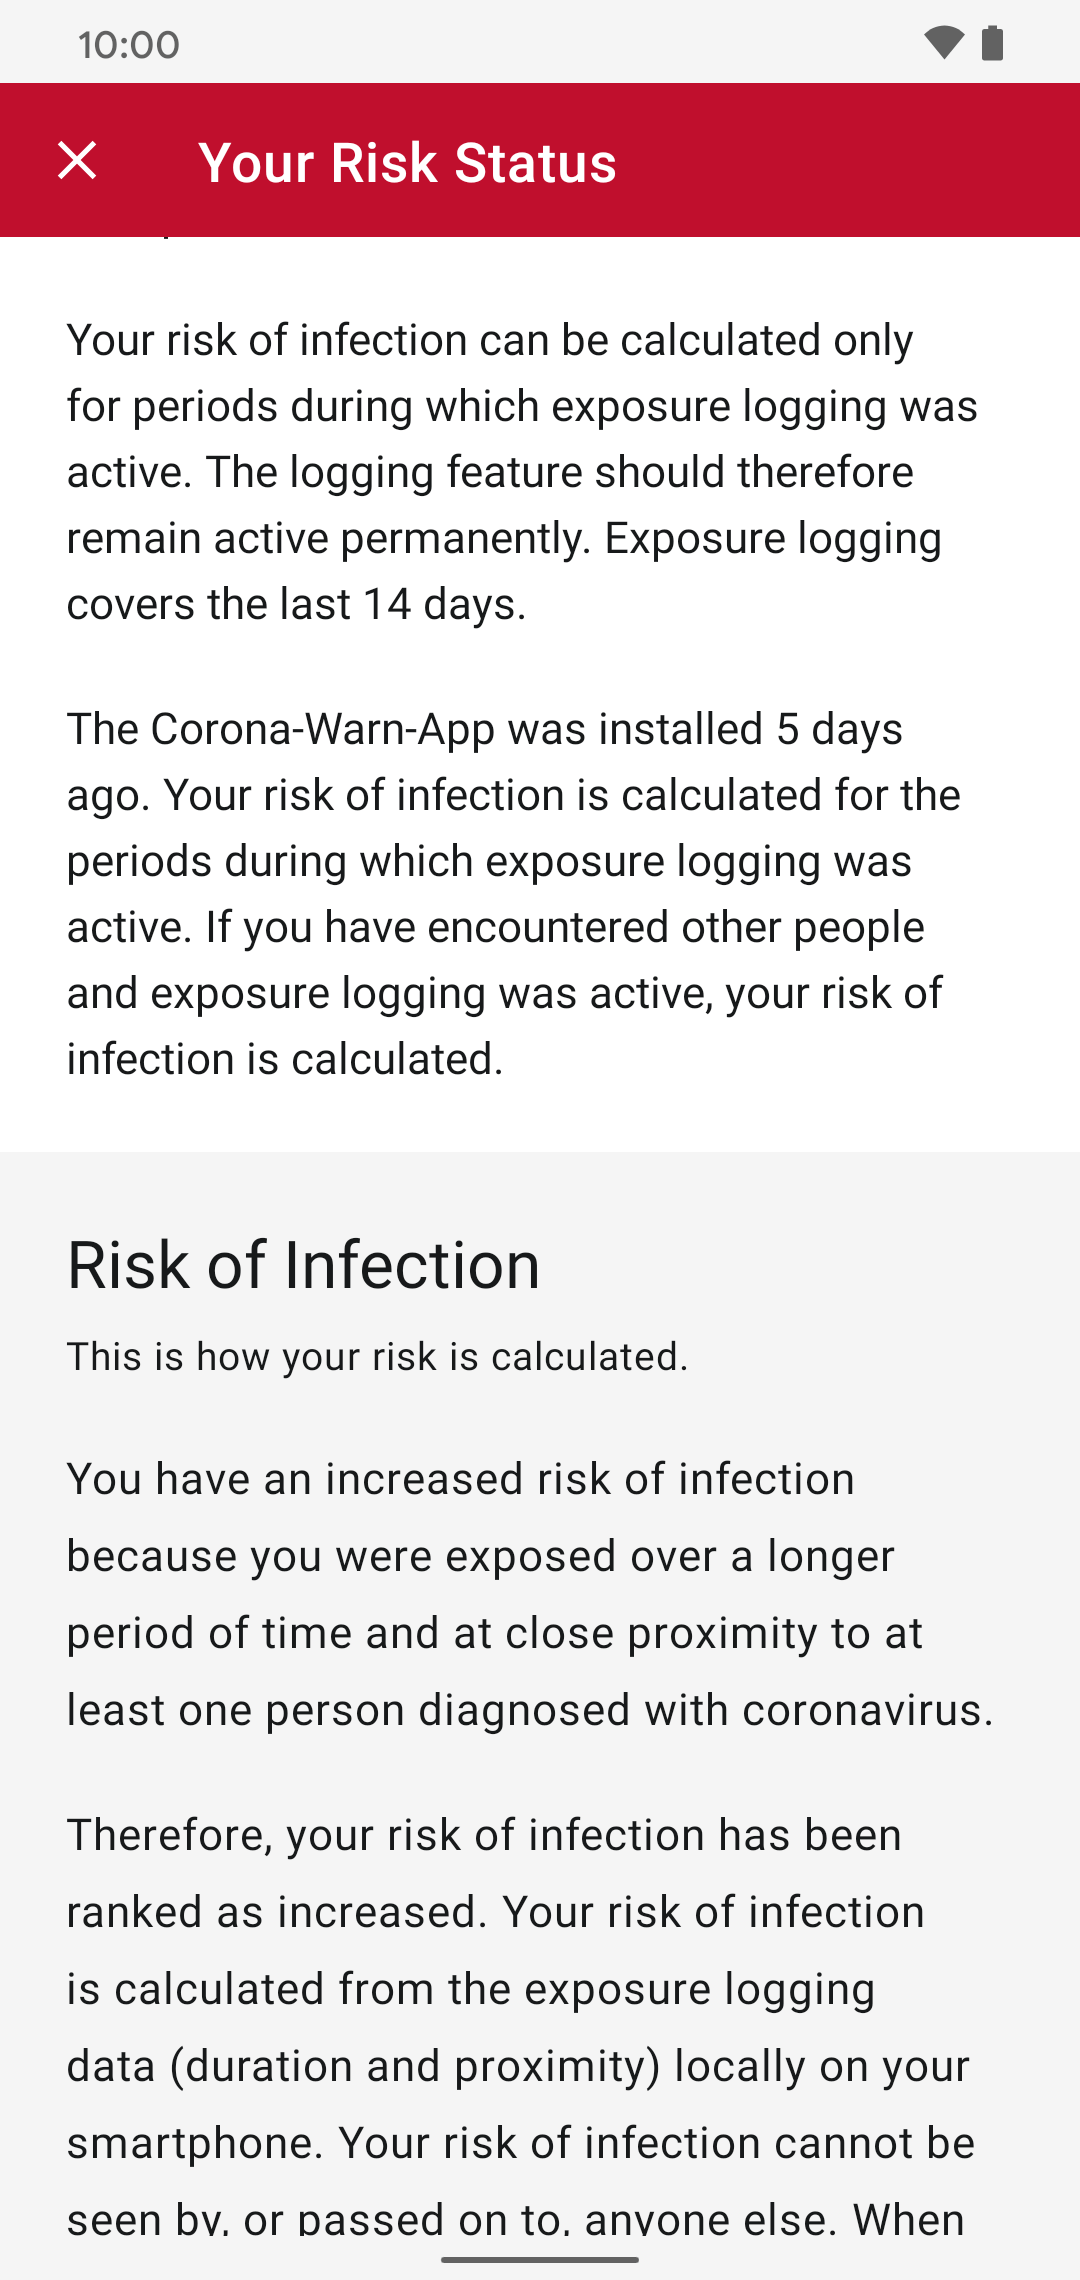 10:00
Your Risk Status
Your risk of infection can be calculated only
for periods during which exposure logging was
active. The logging feature should therefore
remain active permanently. Exposure logging
covers the last 14 days.
The Corona-Warn-App was installed 5 days
ago. Your risk of infection is calculated for the
periods during which exposure logging was
active. If you have encountered other people
and exposure logging was active, your risk of
infection is calculated.
Risk of Infection
This is how your risk is calculated.
You have an increased risk of infection
because you were exposed over a longer
period of time and at close proximity to at
least one person diagnosed with coronavirus.
Therefore, your risk of infection has been
ranked as increased. Your risk of infection
is calculated from the exposure logging
data (duration and proximity) locally on your
smartphone. Your risk of infection cannot be
seen by, or passed on to, anyone else. When